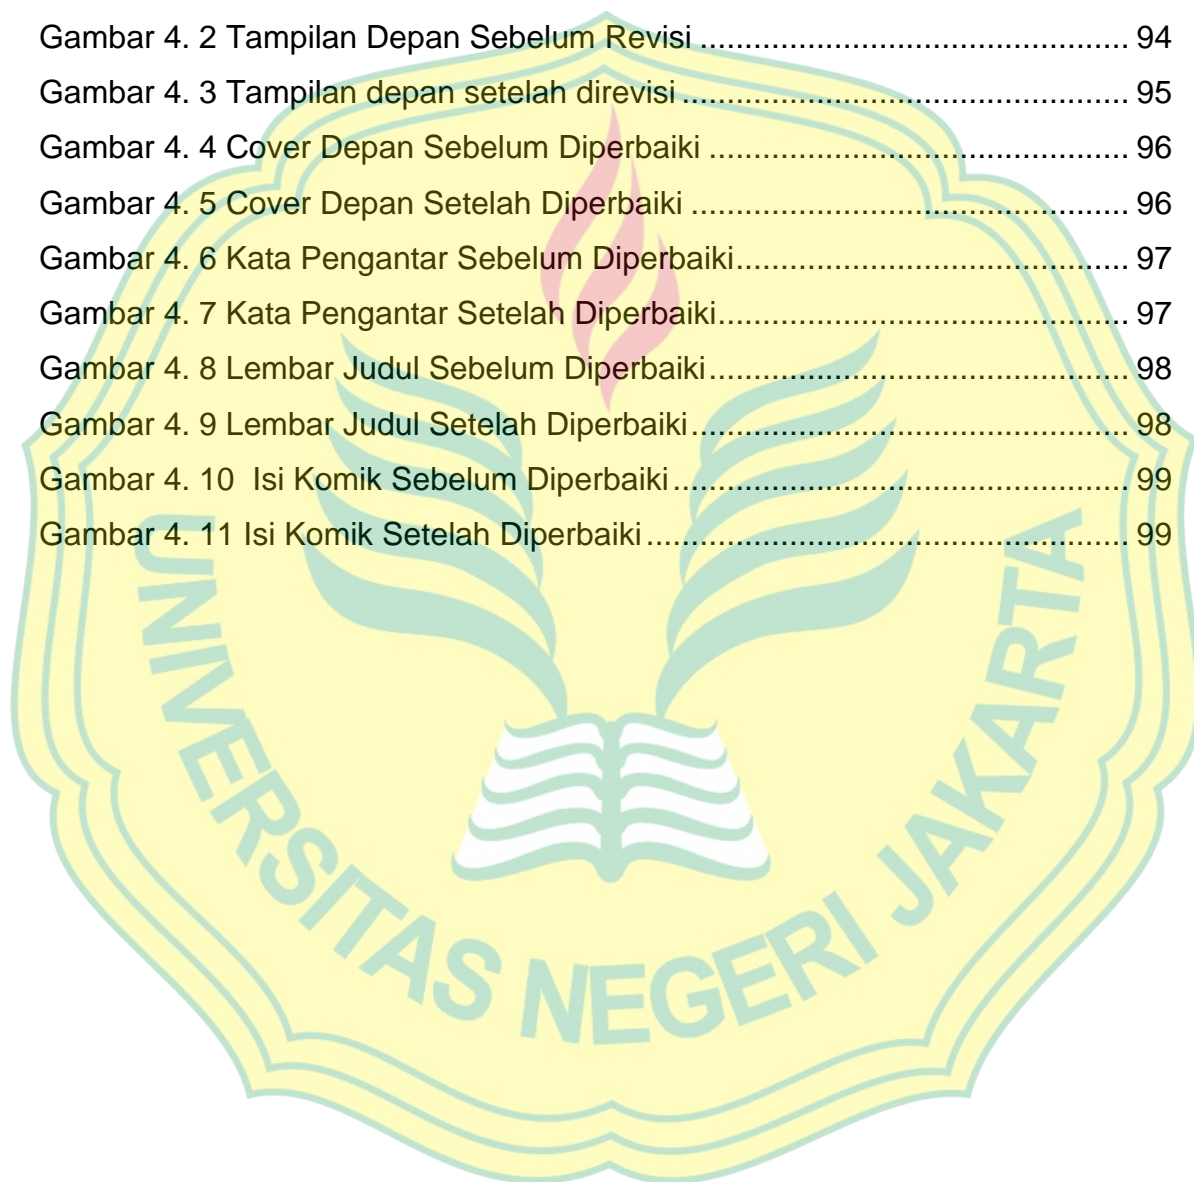 Gambar 4. 2 Tampilan Depan Sebelum Revisi ................................................ 94
Gambar 4. 3 Tampilan depan setelah direvisi .................................................. 95
Gambar 4. 4 Cover Depan Sebelum Diperbaiki ............................................... 96
Gambar 4. 5 Cover Depan Setelah Diperbaiki ................................................. 96
Gambar 4. 6 Kata Pengantar Sebelum Diperbaiki............................................ 97
Gambar 4. 7 Kata Pengantar Setelah Diperbaiki.............................................. 97
Gambar 4. 8 Lembar Judul Sebelum Diperbaiki............................................... 98
Gambar 4. 9 Lembar Judul Setelah Diperbaiki................................................. 98
Gambar 4. 10  Isi Komik Sebelum Diperbaiki ................................................... 99
Gambar 4. 11 Isi Komik Setelah Diperbaiki ...................................................... 99
UNIVERSITAS NEGERI JAKARTA